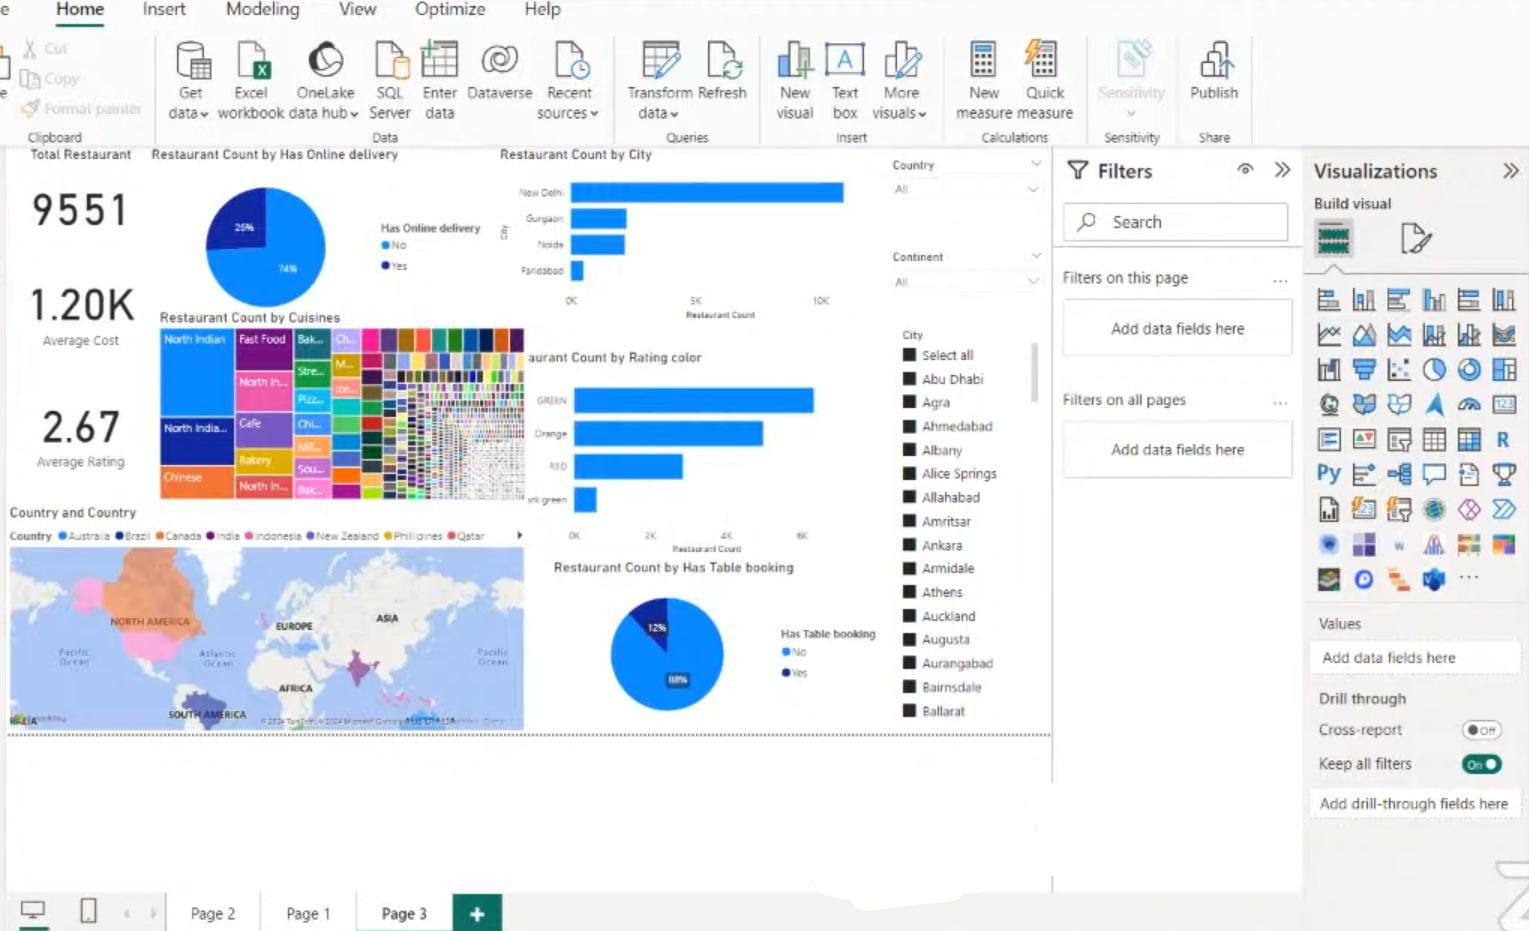 Home
Insert
Modeling
View
Optimize
Help
Cut
Copy
Format painter
Clipboard
Get data
Excel workbook
OneLake data hub
SQL Server
Enter data
Dataverse
Recent sources
Data
Transform data
Refresh
Queries
New visual
Text box
More visuals
Insert
New measure
Quick measure
Calculations
Sensitivity
Sensitivity
Publish
Share
Total Restaurant
9551
1.20K
Average Cost
2.67
Average Rating
Restaurant Count by Has Online delivery
26%
74%
Has Online delivery
No
Yes
Restaurant Count by City
City
New Delhi
Gurgaon
Noida
Faridabad
0K
5K
10K
Restaurant Count
Country
All
Continent
All
Restaurant Count by Cuisines
North Indian
North India...
Chinese
Fast Food
North In...
Cafe
Bakery
North In...
Bak...
Stre...
Pizz...
Chi...
Mit...
Sou...
Bak...
Ch...
M...
Ice...
aurant Count by Rating color
GREEN
Orange
RED
rk green
0K
2K
4K
6K
Restaurant Count
City
Select all
Abu Dhabi
Agra
Ahmedabad
Albany
Alice Springs
Allahabad
Amritsar
Ankara
Armidale
Athens
Auckland
Augusta
Aurangabad
Bairnsdale
Ballarat
Country and Country
Country
Australia
Brazil
Canada
India
Indonesia
New Zealand
Phillipines
Qatar
NORTH AMERICA
EUROPE
ASIA
Pacific Ocean
Atlantic Ocean
Pacific Ocean
AFRICA
SOUTH AMERICA
© 2024 TomTom, © 2024 Microsoft
Restaurant Count by Has Table booking
12%
88%
Has Table booking
No
Yes
Filters
Search
Filters on this page
...
Add data fields here
Filters on all pages
...
Add data fields here
Visualizations
Build visual
123
R
Py
123
W
...
Values
Add data fields here
Drill through
Cross-report
Off
Keep all filters
On
Add drill-through fields here
Page 2
Page 1
Page 3
+